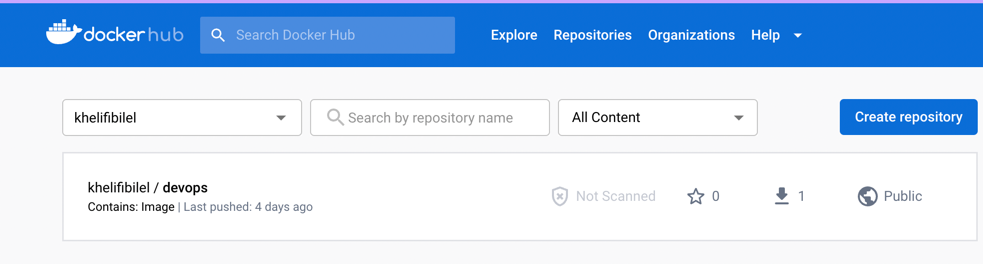 docker hub Search Docker Hub Explore Repositories Organizations Help
khelifibilel Search by repository name All Content Create repository
khelifibilel / devops
Contains: Image | Last pushed: 4 days ago
Not Scanned 0 1 Public